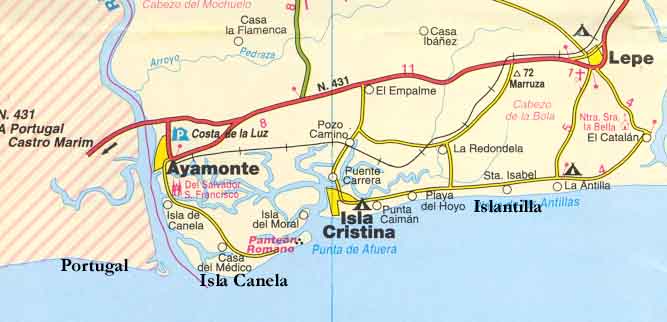 Cabezo del Mochuelo
Casa
la Flamenca
Arroyo
Pedraza
Casa
Ibáñez
Lepe
N. 431
11
72
Marruza
7
El Empalme
N. 431
A Portugal
Castro Marim
8
Costa de la Luz
Pozo
Camino
Cabezo
de la Bola
Ntra. Sra.
la Bella
4
5
El Catalán
La Redondela
Ayamonte
Del Salvador
S. Francisco
Puente
Carrera
Sta. Isabel
4
La Antilla
Isla de
Canela
Isla
del Moral
Isla
Cristina
Punta
Caimán
Playa
del Hoyo
Islantilla
Antillas
Panteón
Romano
Punta de Afuera
Casa
del Médico
Portugal
Isla Canela